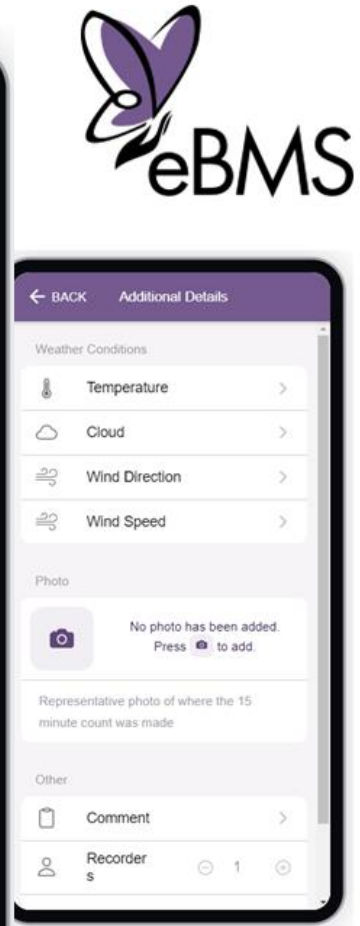 eBMS
BACK Additional Details
Weather Conditions
Temperature
Cloud
Wind Direction
Wind Speed
Photo
No photo has been added.
Press to add.
Representative photo of where the 15
minute count was made
Other
Comment
Recorder
s
1